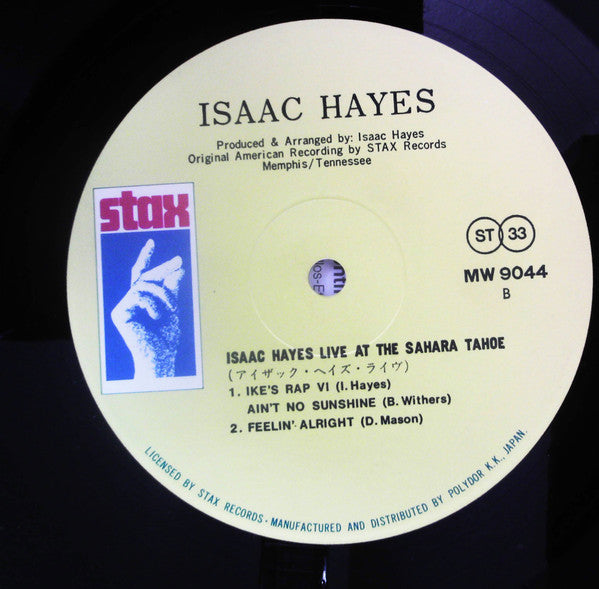 ISAAC HAYES
Produced & Arranged by: Isaac Hayes
Original American Recording by STAX Records
Memphis/Tennessee
stax
ST 33
MW 9044
B
ISAAC HAYES LIVE AT THE SAHARA TAHOE
(アイザック・ヘイズ・ライヴ)
1. IKE'S RAP VI (I. Hayes)
AIN'T NO SUNSHINE (B. Withers)
2. FEELIN' ALRIGHT (D. Mason)
LICENSED BY STAX RECORDS・MANUFACTURED AND DISTRIBUTED BY POLYDOR K.K., JAPAN.